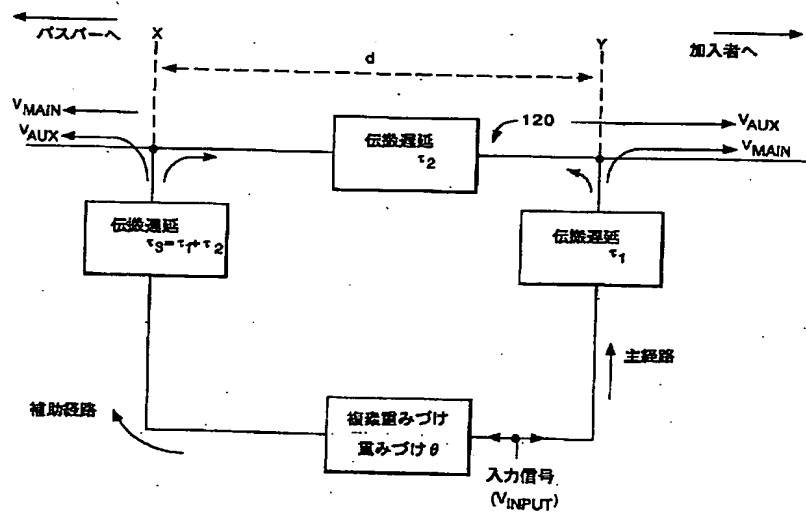 バスバーへ
X
Y
加入者へ
d
VMAIN
VAUX
120
VAUX
VMAIN
伝搬遅延
τ2
伝搬遅延
τ3=τ1+τ2
伝搬遅延
τ1
主経路
補助経路
複素重みづけ
重みづけ θ
入力信号
(VINPUT)